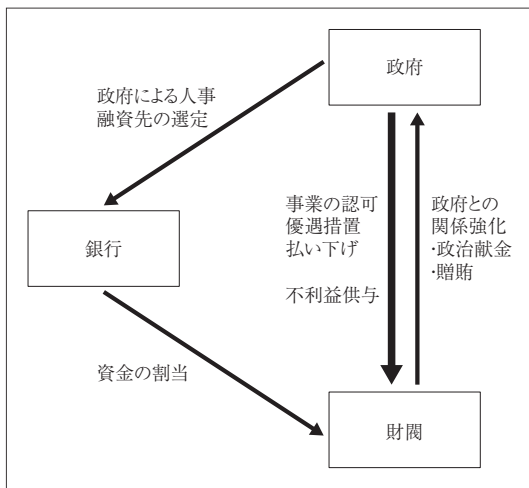 政府
政府による人事
融資先の選定
事業の認可
優遇措置
払い下げ
不利益供与
政府との
関係強化
・政治献金
・贈賄
銀行
資金の割当
財閥